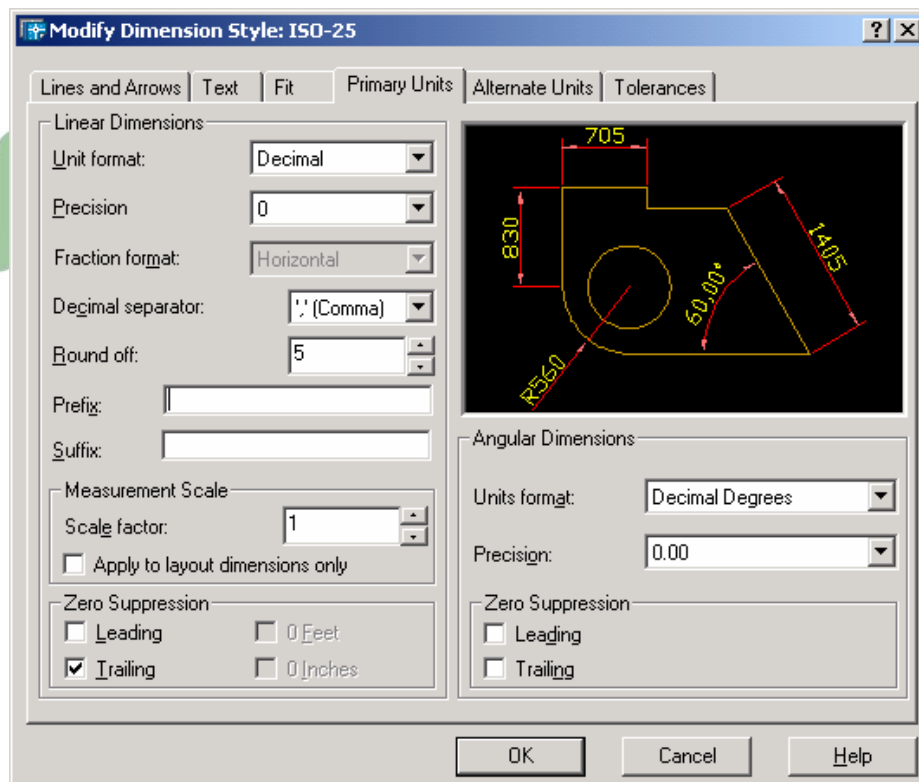 Modify Dimension Style: ISO-25
Lines and Arrows Text Fit Primary Units Alternate Units Tolerances
Linear Dimensions
Unit format: Decimal
Precision 0
Fraction format: Horizontal
Decimal separator: ',' (Comma)
Round off: 5
Prefix:
Suffix:
Measurement Scale
Scale factor: 1
Apply to layout dimensions only
Zero Suppression
Leading 0 Feet
Trailing 0 Inches
705
830
1405
60,00°
R560
Angular Dimensions
Units format: Decimal Degrees
Precision: 0.00
Zero Suppression
Leading
Trailing
OK Cancel Help